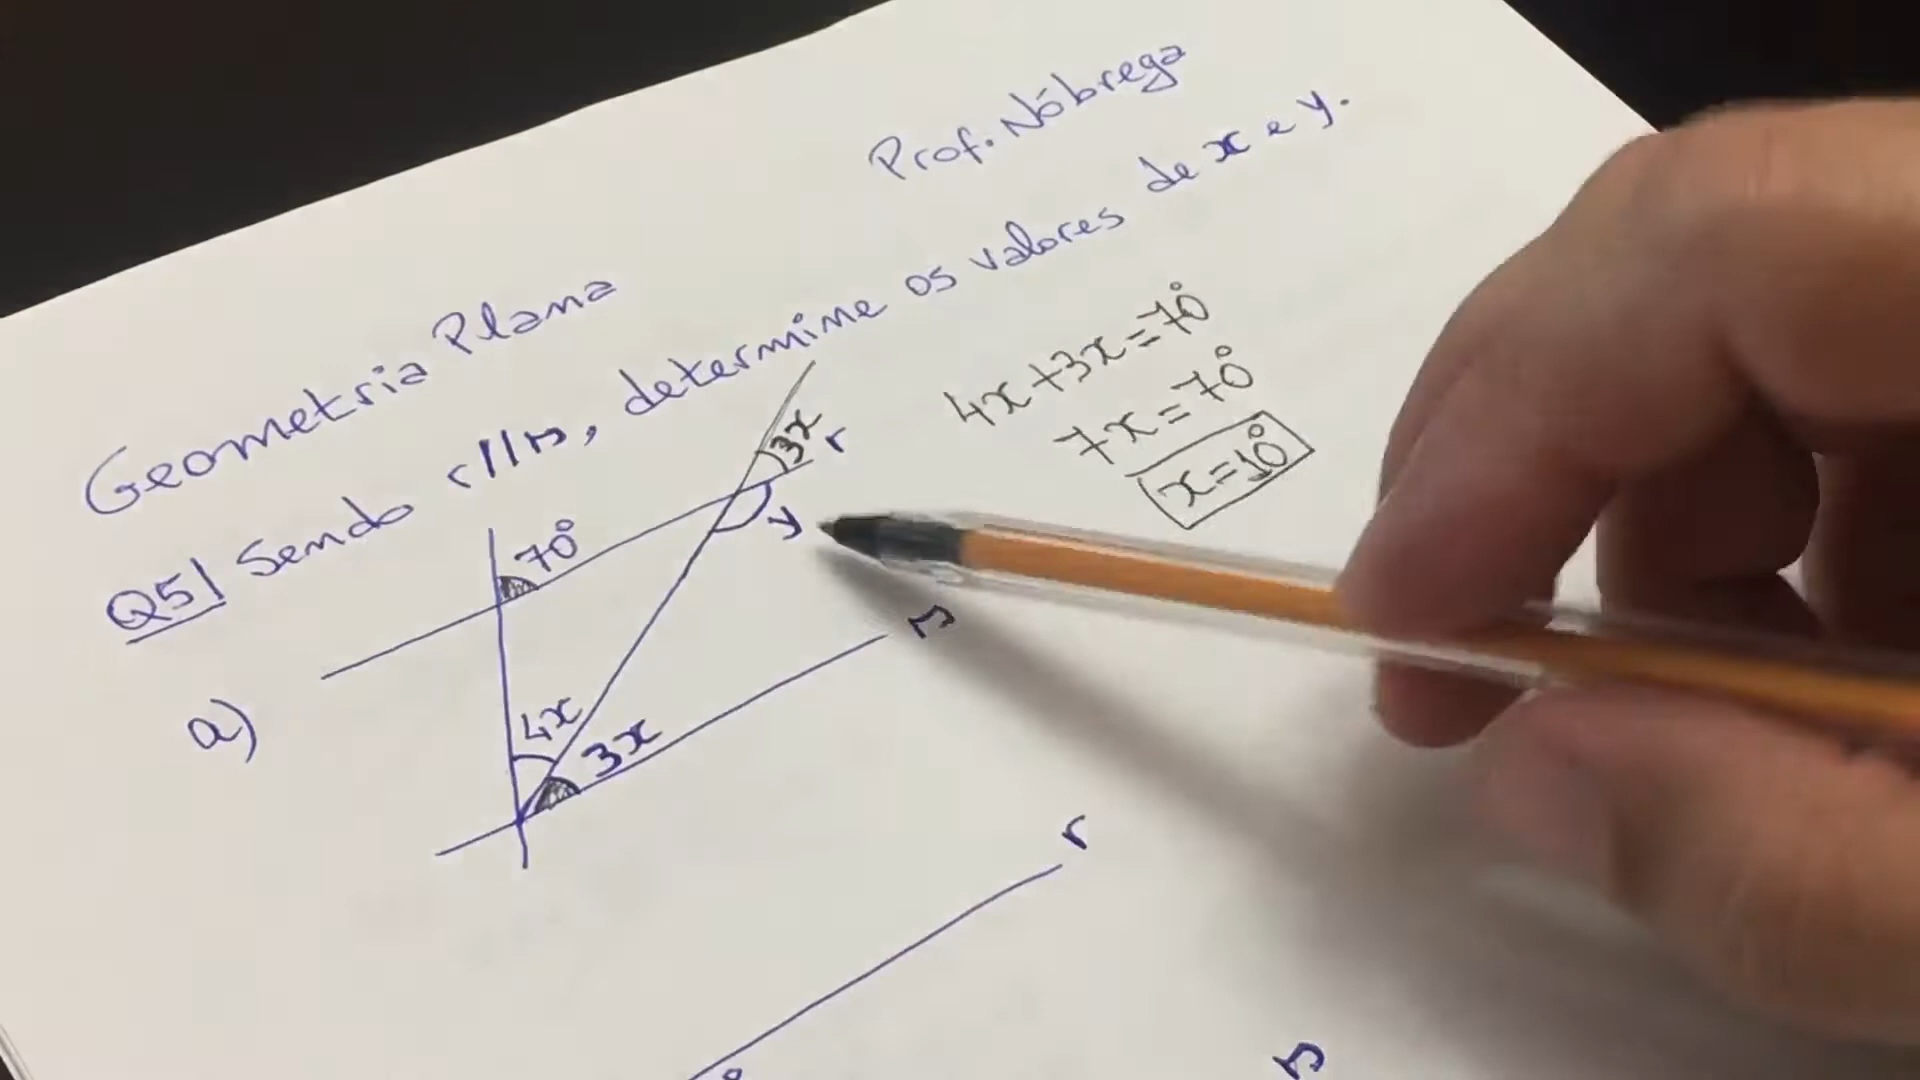 Prof. Nóbrega
Geometria Plana
Q5| Sendo r//s, determine os valores de x e y.
a)
70°
3x
r
y
4x
3x
s
4x+3x=70°
7x=70°
x=10°
r
s